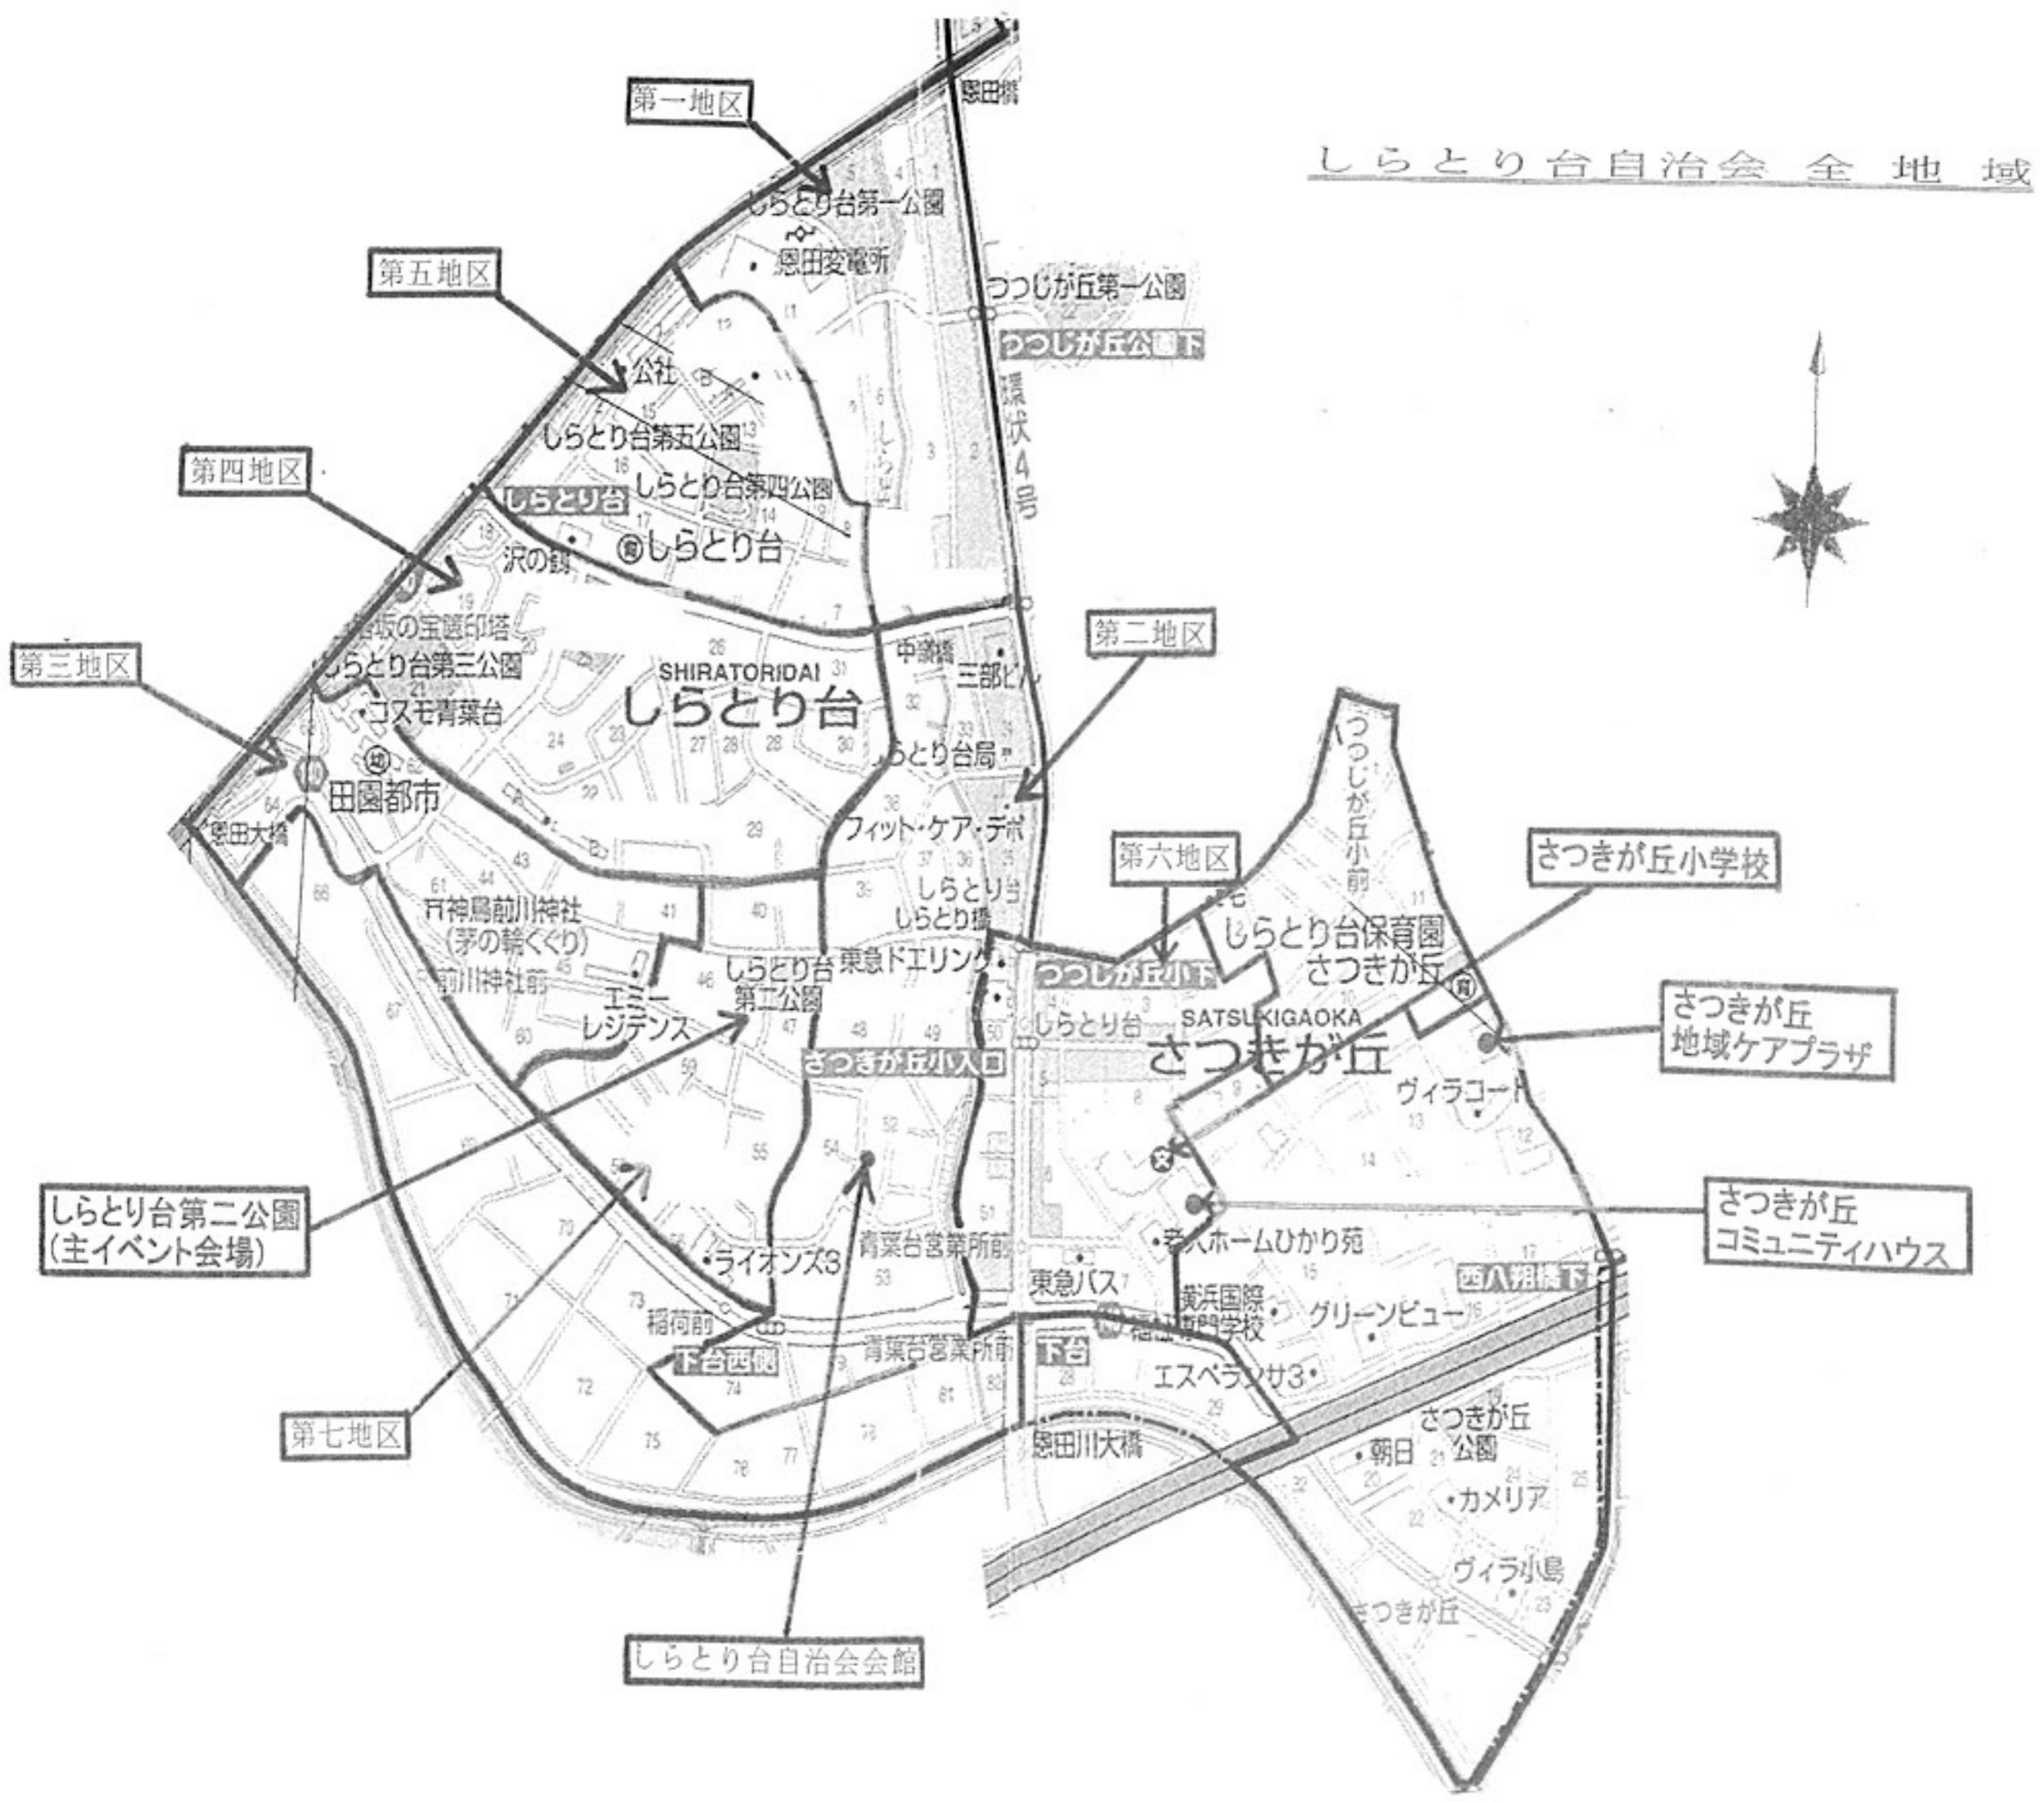 しらとり台自治会 全 地 域
第一地区
恩田橋
しらとり台第一公園
恩田変電所
第五地区
つつじが丘第一公園
つつじが丘公園下
環状4号
公社
しらとり台第五公園
しらとり台第四公園
第四地区
しらとり台
しらとり台
沢の鶴
第二地区
中前橋
三部ビル
SHIRATORIDAI
しらとり台
第三地区
しらとり台第三公園
コスモ青葉台
しらとり台局
田園都市
恩田大橋
フィット・ケア・デポ
つつじが丘小前
第六地区
さつきが丘小学校
しらとり台
しらとり橋
神鳥前川神社
(茅の輪くぐり)
前川神社前
しらとり台
第二公園
東急ドエリング
つつじが丘小下
しらとり台保育園
さつきが丘
エミー
レジデンス
しらとり台
SATSUKIGAOKA
さつきが丘
さつきが丘
地域ケアプラザ
さつきが丘小入口
ヴィラコート
しらとり台第二公園
(主イベント会場)
さつきが丘
コミュニティハウス
ライオンズ3
青葉台営業所前
老人ホームひかり苑
東急バス
西八朔橋下
横浜国際
福祉専門学校
グリーンビュー
稲荷前
下台西側
青葉台営業所前
下台
エスペランサ3
第七地区
恩田川大橋
さつきが丘
公園
朝日
カメリア
ヴィラ小島
さつきが丘
しらとり台自治会会館